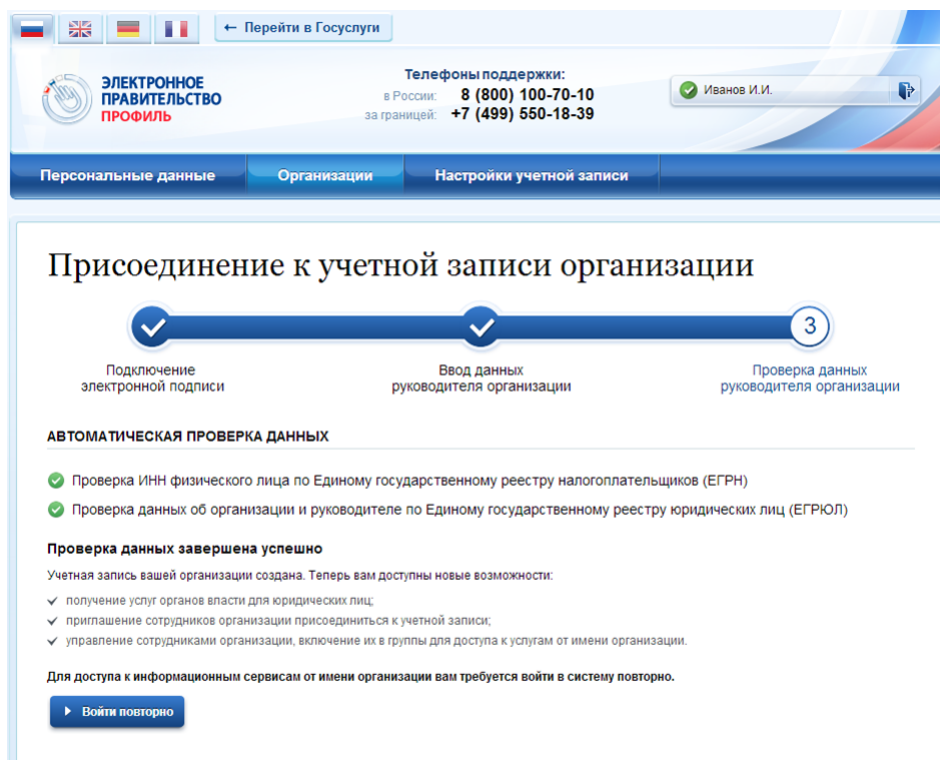 ← Перейти в Госуслуги
ЭЛЕКТРОННОЕ
ПРАВИТЕЛЬСТВО
ПРОФИЛЬ
Телефоны поддержки:
в России: 8 (800) 100-70-10
за границей: +7 (499) 550-18-39
Иванов И.И.
Персональные данные Организации Настройки учетной записи
Присоединение к учетной записи организации
3
Подключение
электронной подписи
Ввод данных
руководителя организации
Проверка данных
руководителя организации
АВТОМАТИЧЕСКАЯ ПРОВЕРКА ДАННЫХ
Проверка ИНН физического лица по Единому государственному реестру налогоплательщиков (ЕГРН)
Проверка данных об организации и руководителе по Единому государственному реестру юридических лиц (ЕГРЮЛ)
Проверка данных завершена успешно
Учетная запись вашей организации создана. Теперь вам доступны новые возможности:
получение услуг органов власти для юридических лиц;
приглашение сотрудников организации присоединиться к учетной записи;
управление сотрудниками организации, включение их в группы для доступа к услугам от имени организации.
Для доступа к информационным сервисам от имени организации вам требуется войти в систему повторно.
Войти повторно